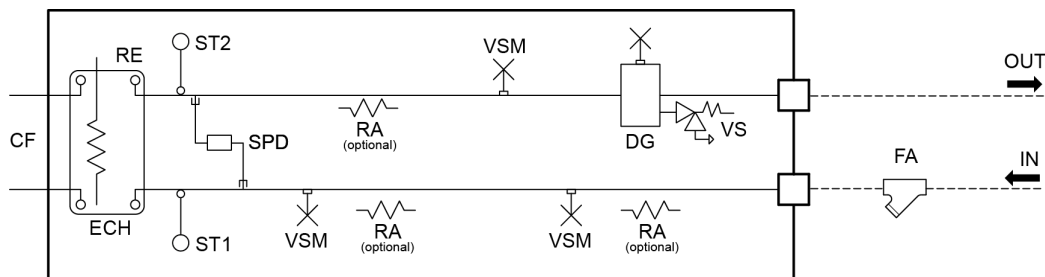 RE
ST2
VSM
OUT
CF
SPD
RA
(optional)
DG
VS
FA
IN
ECH
ST1
VSM
RA
(optional)
VSM
RA
(optional)